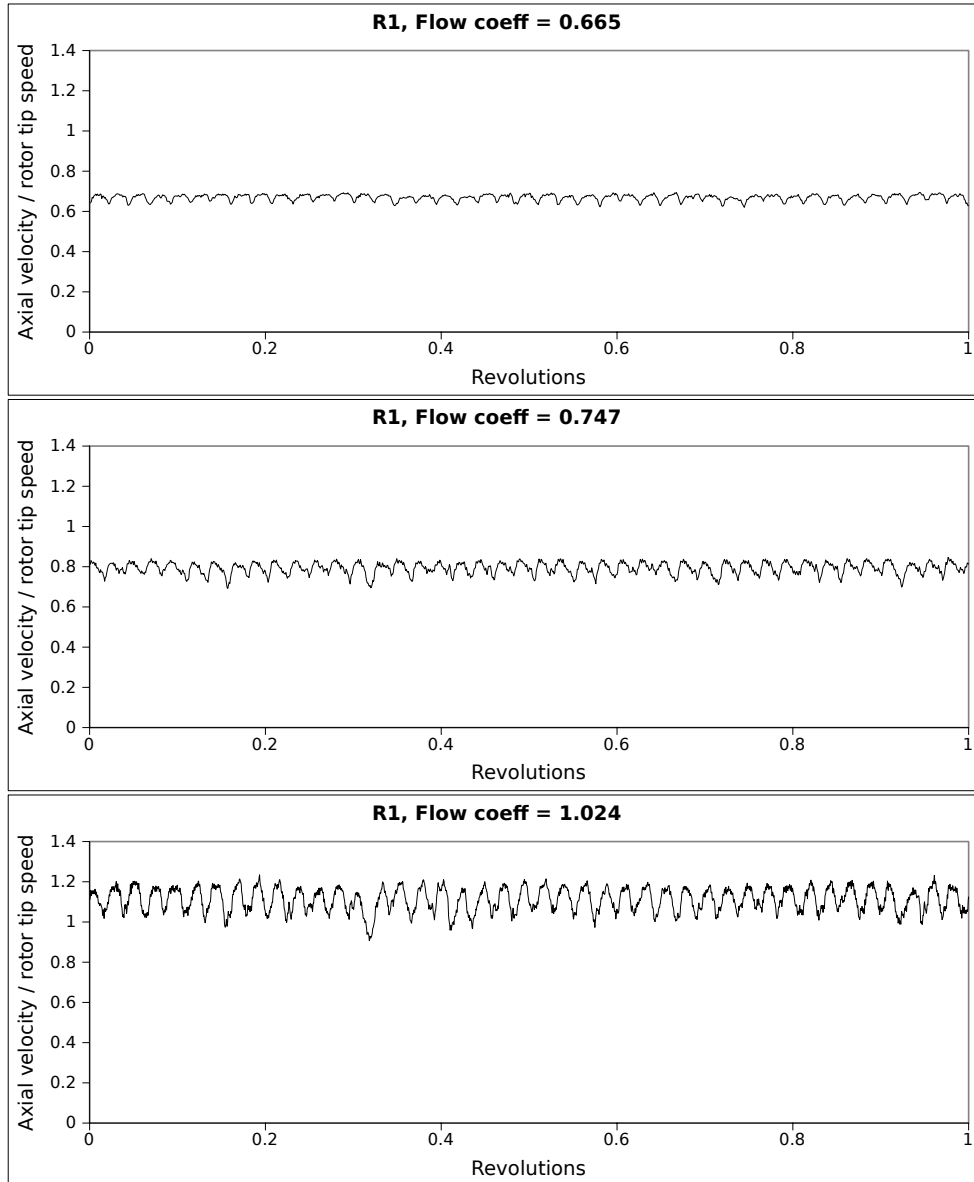 R1, Flow coeff = 0.665
Axial velocity / rotor tip speed
1.4
1.2
1
0.8
0.6
0.4
0.2
0
0 0.2 0.4 0.6 0.8 1
Revolutions
R1, Flow coeff = 0.747
Axial velocity / rotor tip speed
1.4
1.2
1
0.8
0.6
0.4
0.2
0
0 0.2 0.4 0.6 0.8 1
Revolutions
R1, Flow coeff = 1.024
Axial velocity / rotor tip speed
1.4
1.2
1
0.8
0.6
0.4
0.2
0
0 0.2 0.4 0.6 0.8 1
Revolutions